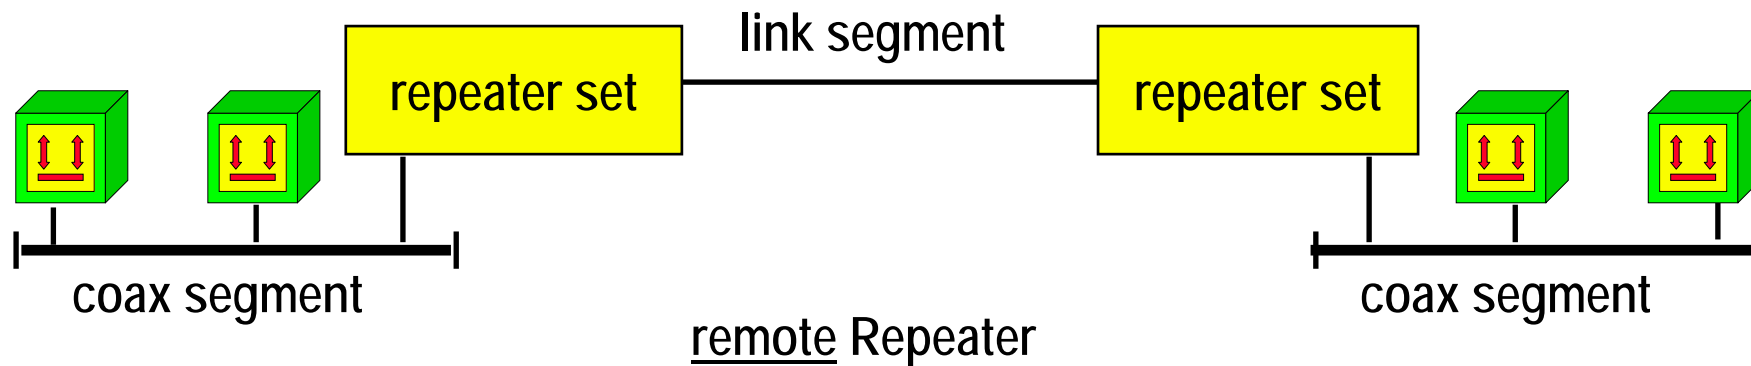 link segment
repeater set
repeater set
coax segment
coax segment
remote Repeater